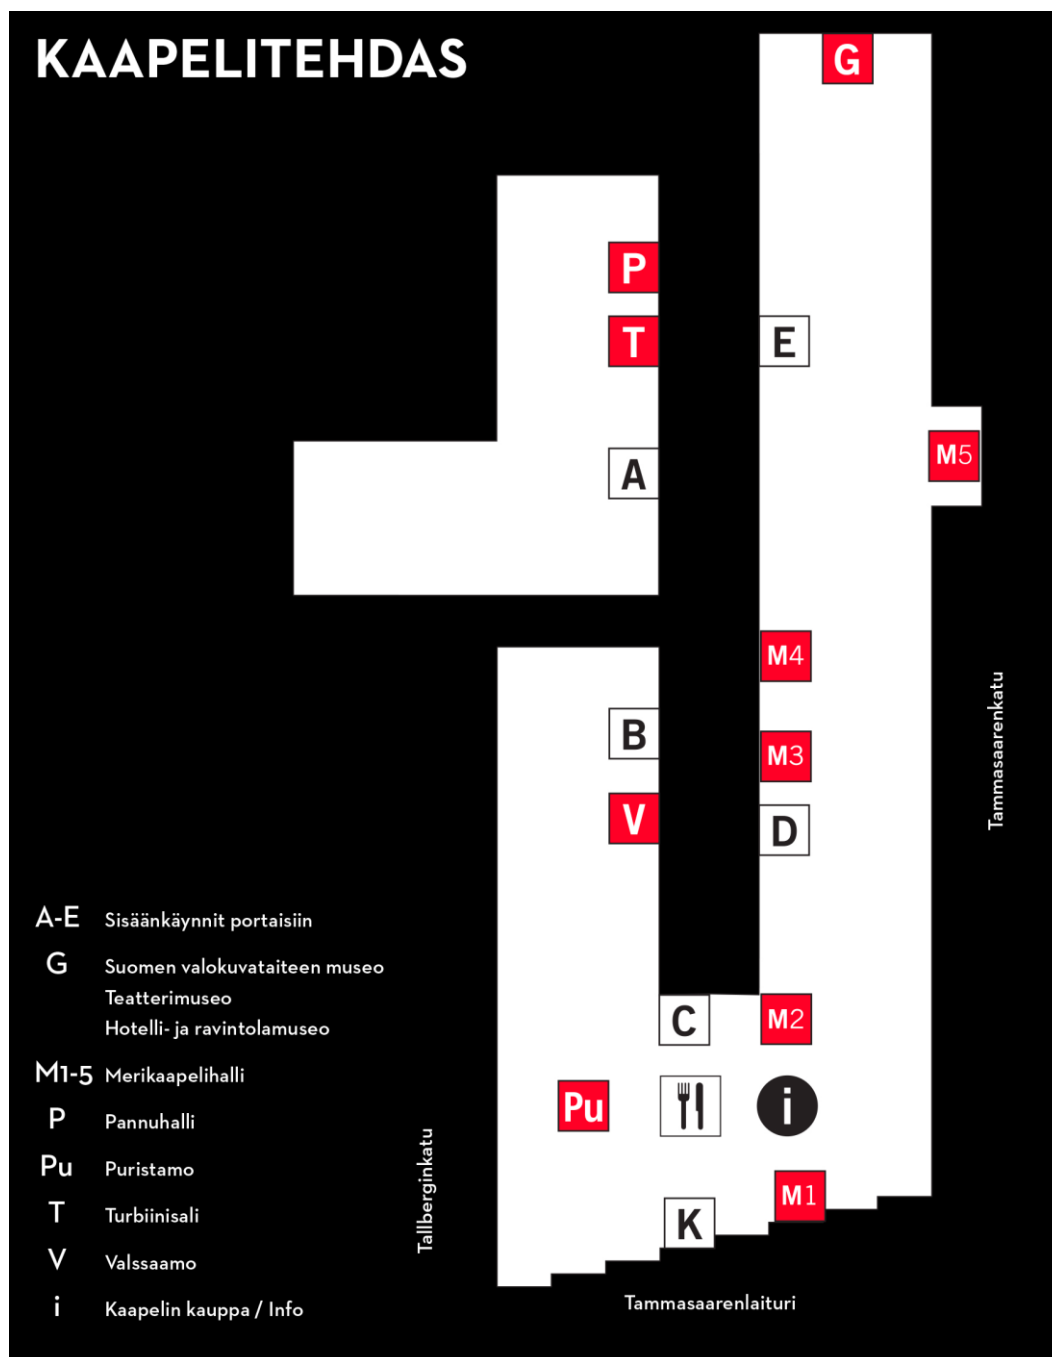 KAAPELITEHDAS
G
P
T
E
A
M5
M4
B
M3
V
D
C
M2
Pu
i
M1
K
Tammasaarenkatu
Tallberginkatu
Tammasaarenlaituri
A-E Sisäänkäynnit portaisiin
G Suomen valokuvataiteen museo
Teatterimuseo
Hotelli- ja ravintolamuseo
M1-5 Merikaapelihalli
P Pannuhalli
Pu Puristamo
T Turbiinisali
V Valssaamo
i Kaapelin kauppa / Info